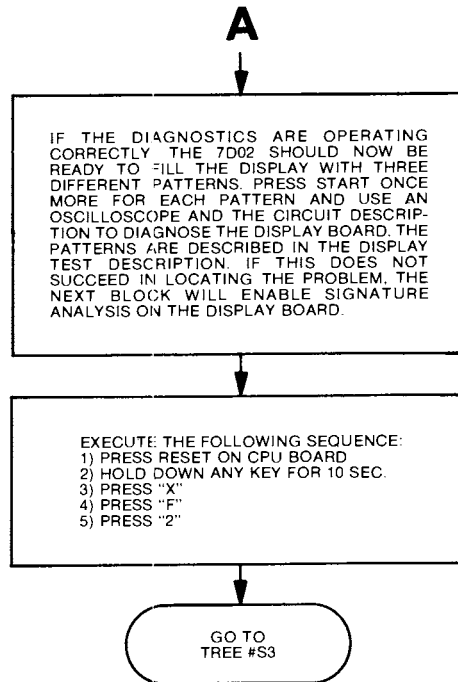 A
IF THE DIAGNOSTICS ARE OPERATING
CORRECTLY THE 7D02 SHOULD NOW BE
READY TO FILL THE DISPLAY WITH THREE
DIFFERENT PATTERNS. PRESS START ONCE
MORE FOR EACH PATTERN AND USE AN
OSCILLOSCOPE AND THE CIRCUIT DESCRIP-
TION TO DIAGNOSE THE DISPLAY BOARD. THE
PATTERNS ARE DESCRIBED IN THE DISPLAY
TEST DESCRIPTION. IF THIS DOES NOT
SUCCEED IN LOCATING THE PROBLEM, THE
NEXT BLOCK WILL ENABLE SIGNATURE
ANALYSIS ON THE DISPLAY BOARD.
EXECUTE THE FOLLOWING SEQUENCE:
1) PRESS RESET ON CPU BOARD
2) HOLD DOWN ANY KEY FOR 10 SEC.
3) PRESS "X"
4) PRESS "F"
5) PRESS "2"
GO TO
TREE #S3